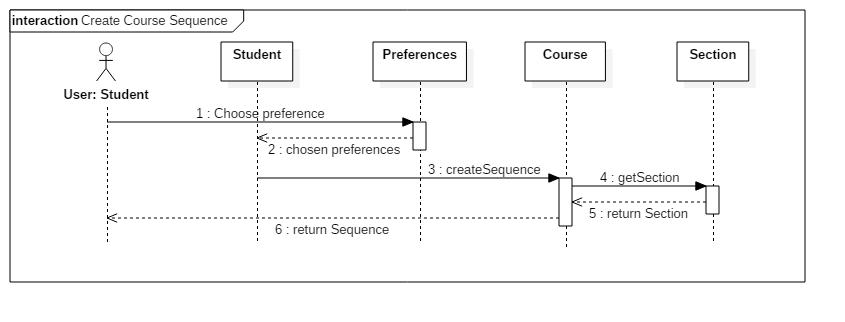 interaction Create Course Sequence
Student
Preferences
Course
Section
User: Student
1 : Choose preference
2 : chosen preferences
3 : createSequence
4 : getSection
5 : return Section
6 : return Sequence